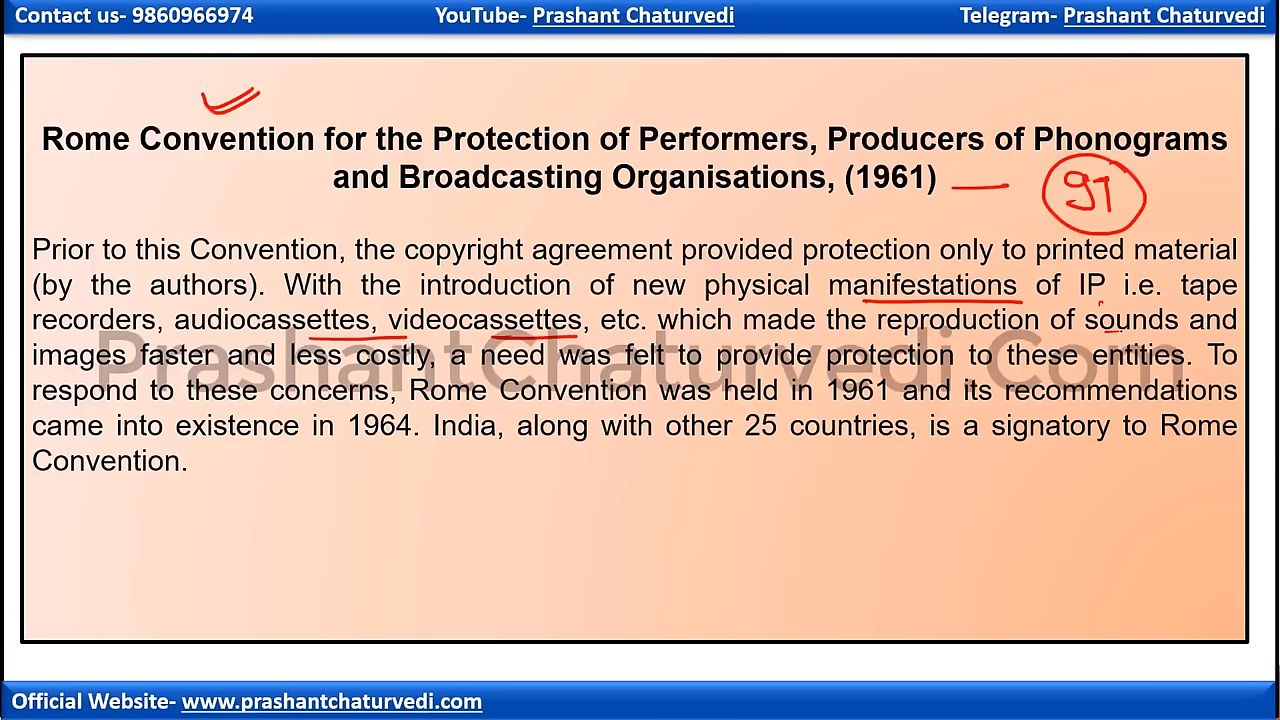 Contact us- 9860966974 YouTube- Prashant Chaturvedi Telegram- Prashant Chaturvedi
Rome Convention for the Protection of Performers, Producers of Phonograms
and Broadcasting Organisations, (1961)
Prior to this Convention, the copyright agreement provided protection only to printed material
(by the authors). With the introduction of new physical manifestations of IP i.e. tape
recorders, audiocassettes, videocassettes, etc. which made the reproduction of sounds and
images faster and less costly, a need was felt to provide protection to these entities. To
respond to these concerns, Rome Convention was held in 1961 and its recommendations
came into existence in 1964. India, along with other 25 countries, is a signatory to Rome
Convention.
PrashantChaturvedi.Com
Official Website- www.prashantchaturvedi.com